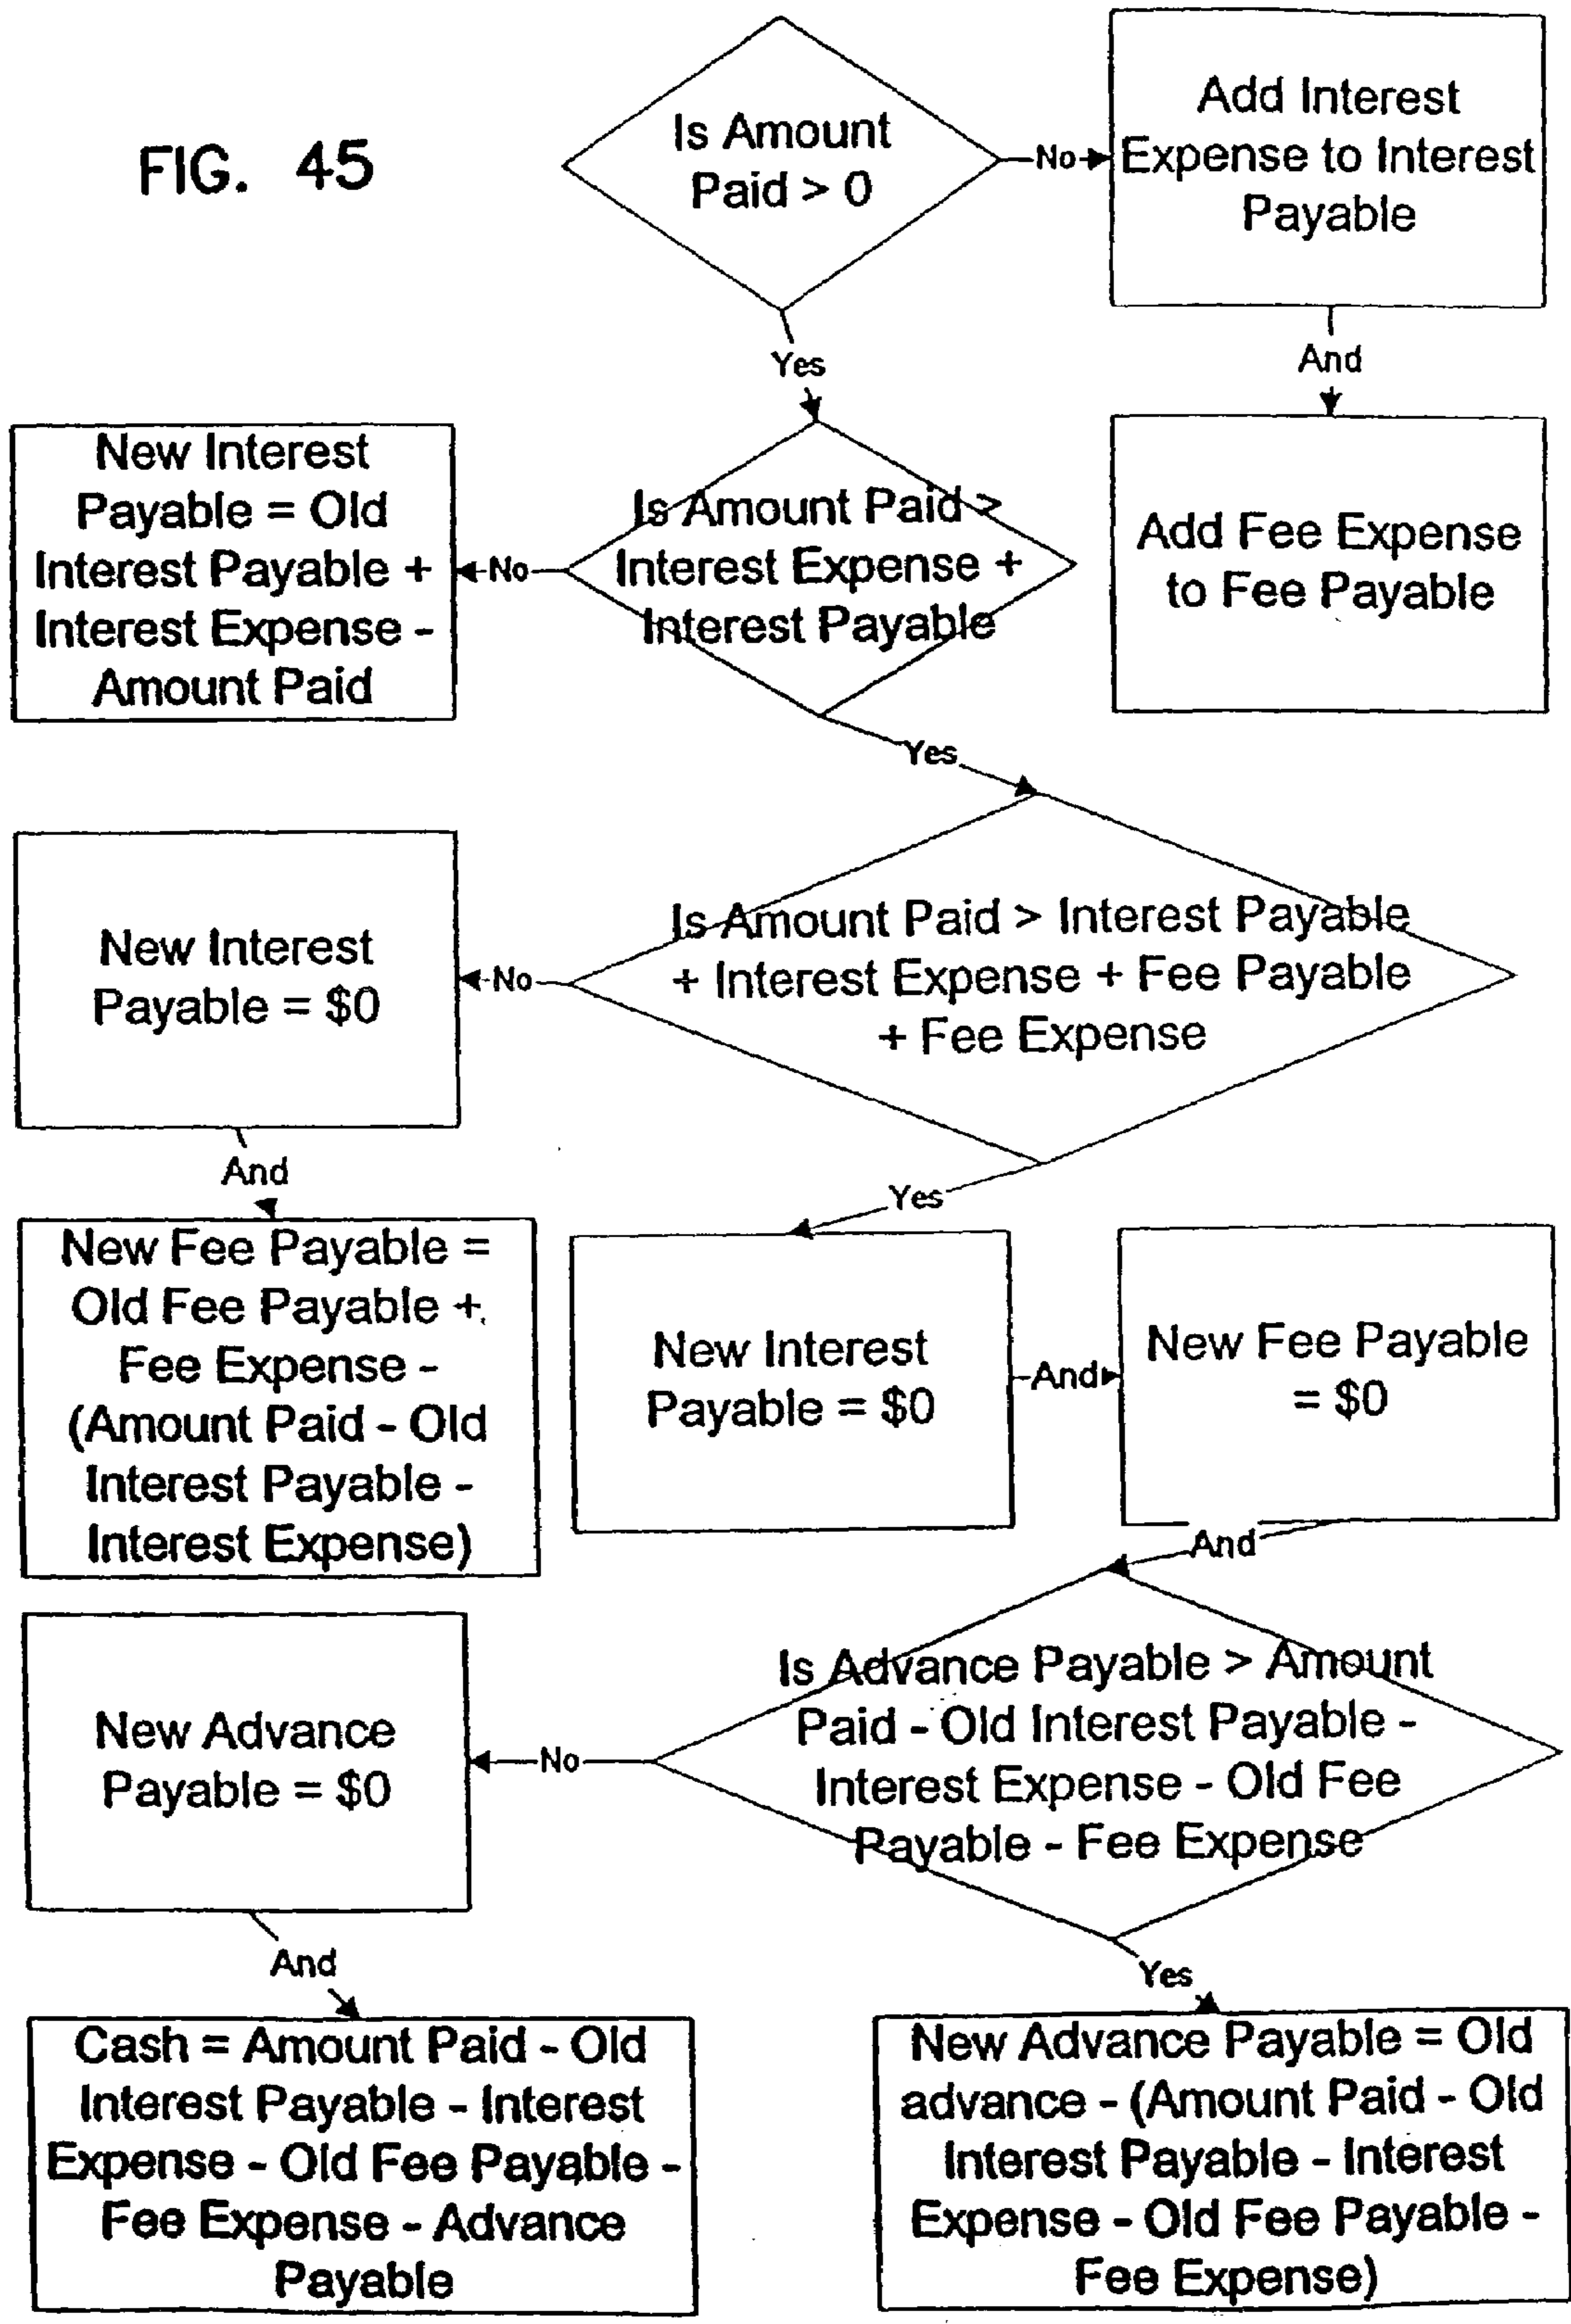 FIG. 45
Is Amount
Paid > 0
No
Add Interest
Expense to Interest
Payable
Yes
And
New Interest
Payable = Old
Interest Payable +
Interest Expense -
Amount Paid
No
Is Amount Paid >
Interest Expense +
Interest Payable
Add Fee Expense
to Fee Payable
Yes
New Interest
Payable = $0
No
Is Amount Paid > Interest Payable
+ Interest Expense + Fee Payable
+ Fee Expense
And
Yes
New Fee Payable =
Old Fee Payable +
Fee Expense -
(Amount Paid - Old
Interest Payable -
Interest Expense)
New Interest
Payable = $0
And
New Fee Payable
= $0
And
New Advance
Payable = $0
No
Is Advance Payable > Amount
Paid - Old Interest Payable -
Interest Expense - Old Fee
Payable - Fee Expense
And
Yes
Cash = Amount Paid - Old
Interest Payable - Interest
Expense - Old Fee Payable -
Fee Expense - Advance
Payable
New Advance Payable = Old
advance - (Amount Paid - Old
Interest Payable - Interest
Expense - Old Fee Payable -
Fee Expense)